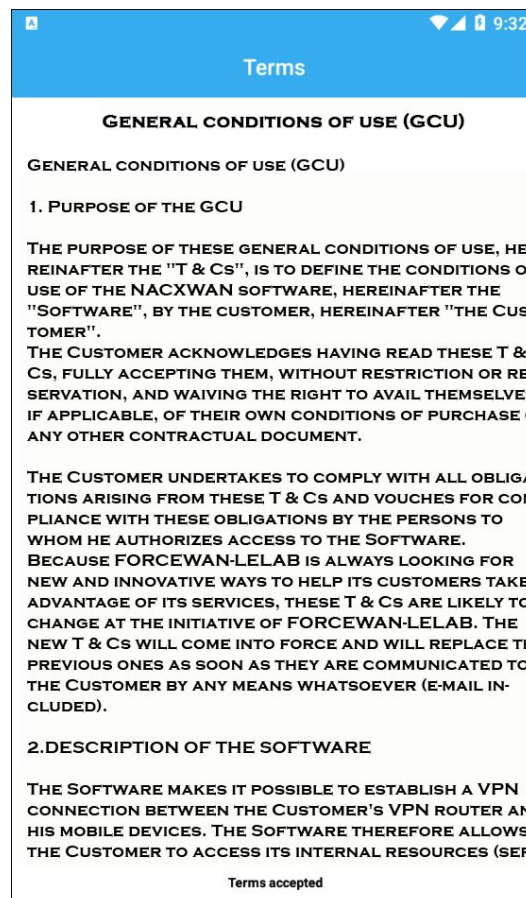 9:32
Terms
GENERAL CONDITIONS OF USE (GCU)
GENERAL CONDITIONS OF USE (GCU)
1. PURPOSE OF THE GCU
THE PURPOSE OF THESE GENERAL CONDITIONS OF USE, HE
REINAFTER THE "T & CS", IS TO DEFINE THE CONDITIONS O
USE OF THE NACXWAN SOFTWARE, HEREINAFTER THE
"SOFTWARE", BY THE CUSTOMER, HEREINAFTER "THE CUS
TOMER".
THE CUSTOMER ACKNOWLEDGES HAVING READ THESE T &
CS, FULLY ACCEPTING THEM, WITHOUT RESTRICTION OR RE
SERVATION, AND WAIVING THE RIGHT TO AVAIL THEMSELVE
IF APPLICABLE, OF THEIR OWN CONDITIONS OF PURCHASE
ANY OTHER CONTRACTUAL DOCUMENT.
THE CUSTOMER UNDERTAKES TO COMPLY WITH ALL OBLIGA
TIONS ARISING FROM THESE T & CS AND VOUCHES FOR COM
PLIANCE WITH THESE OBLIGATIONS BY THE PERSONS TO
WHOM HE AUTHORIZES ACCESS TO THE SOFTWARE.
BECAUSE FORCEWAN-LELAB IS ALWAYS LOOKING FOR
NEW AND INNOVATIVE WAYS TO HELP ITS CUSTOMERS TAKE
ADVANTAGE OF ITS SERVICES, THESE T & CS ARE LIKELY TO
CHANGE AT THE INITIATIVE OF FORCEWAN-LELAB. THE
NEW T & CS WILL COME INTO FORCE AND WILL REPLACE T
PREVIOUS ONES AS SOON AS THEY ARE COMMUNICATED TO
THE CUSTOMER BY ANY MEANS WHATSOEVER (E-MAIL IN-
CLUDED).
2.DESCRIPTION OF THE SOFTWARE
THE SOFTWARE MAKES IT POSSIBLE TO ESTABLISH A VPN
CONNECTION BETWEEN THE CUSTOMER'S VPN ROUTER AN
HIS MOBILE DEVICES. THE SOFTWARE THEREFORE ALLOWS
THE CUSTOMER TO ACCESS ITS INTERNAL RESOURCES (SER
Terms accepted